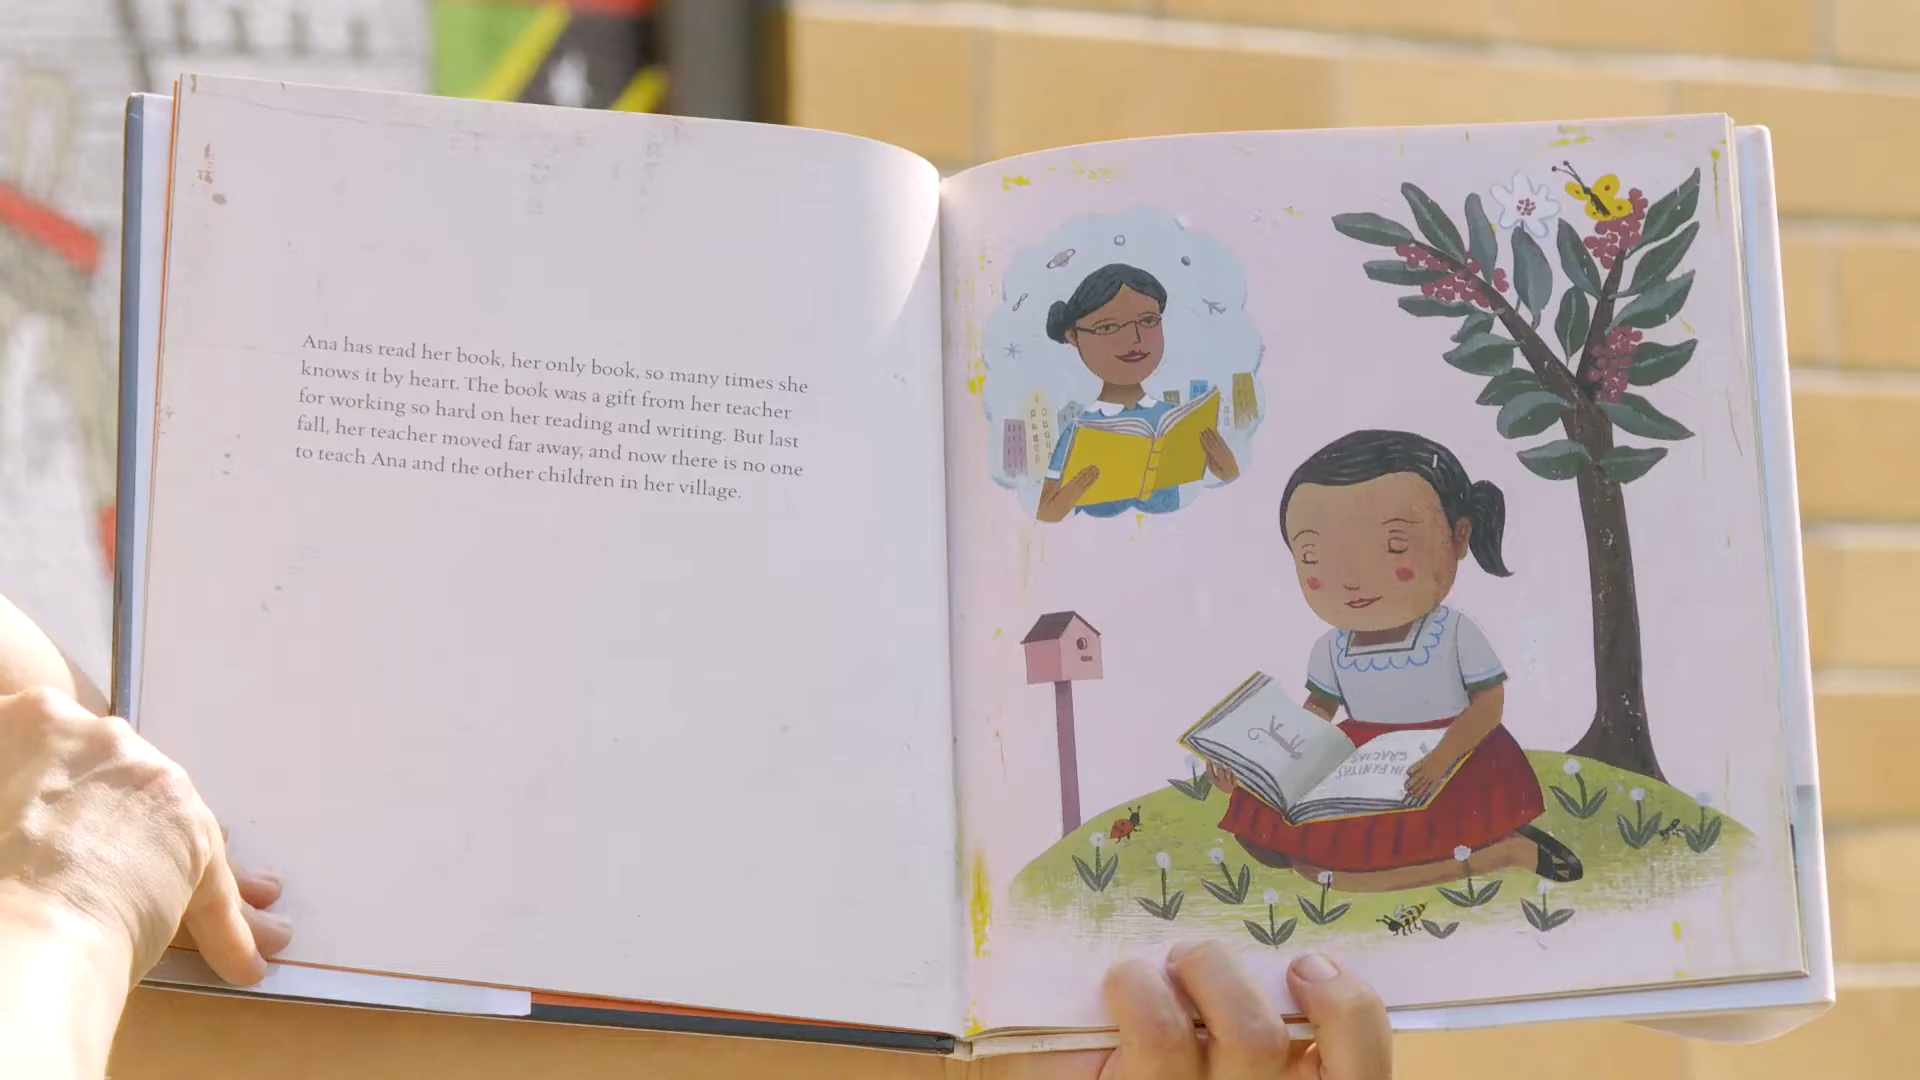 Ana has read her book, her only book, so many times she
knows it by heart. The book was a gift from her teacher
for working so hard on her reading and writing. But last
fall, her teacher moved far away, and now there is no one
to teach Ana and the other children in her village.